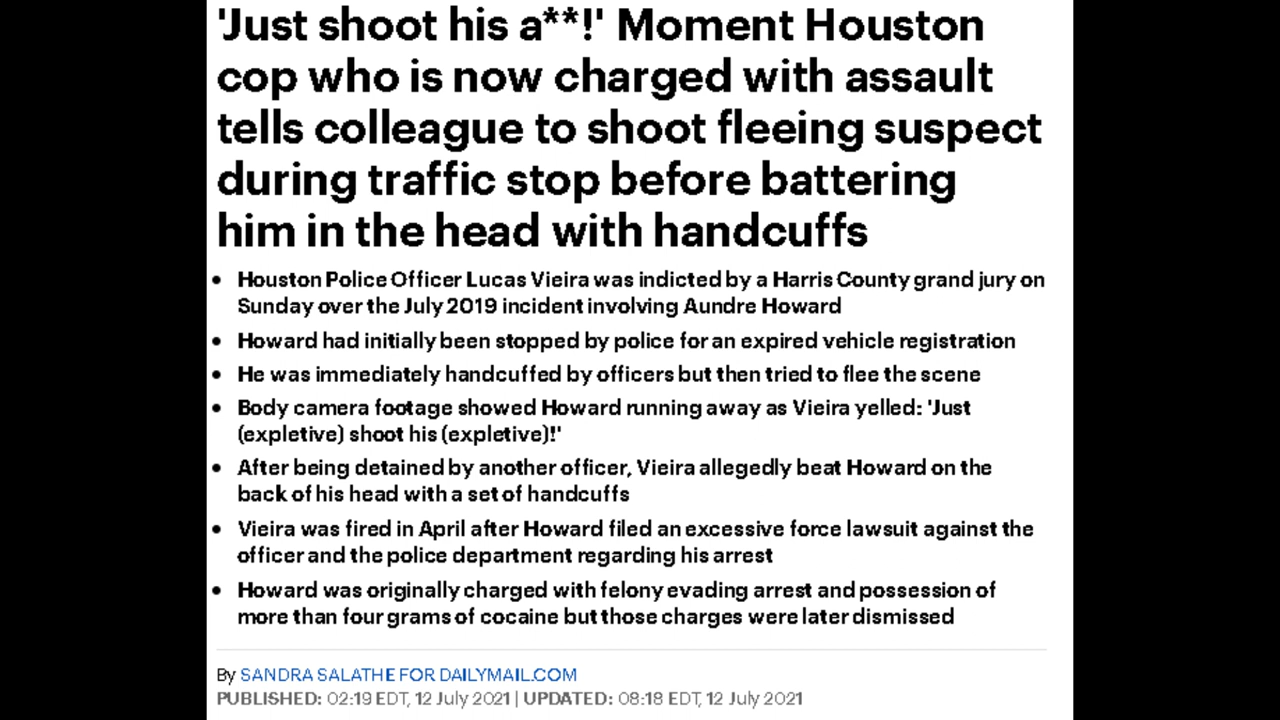 'Just shoot his a**!' Moment Houston
cop who is now charged with assault
tells colleague to shoot fleeing suspect
during traffic stop before battering
him in the head with handcuffs
• Houston Police Officer Lucas Vieira was indicted by a Harris County grand jury on
Sunday over the July 2019 incident involving Aundre Howard
• Howard had initially been stopped by police for an expired vehicle registration
• He was immediately handcuffed by officers but then tried to flee the scene
• Body camera footage showed Howard running away as Vieira yelled: 'Just
(expletive) shoot his (expletive)!'
• After being detained by another officer, Vieira allegedly beat Howard on the
back of his head with a set of handcuffs
• Vieira was fired in April after Howard filed an excessive force lawsuit against the
officer and the police department regarding his arrest
• Howard was originally charged with felony evading arrest and possession of
more than four grams of cocaine but those charges were later dismissed
By SANDRA SALATHE FOR DAILYMAIL.COM
PUBLISHED: 02:19 EDT, 12 July 2021 | UPDATED: 08:18 EDT, 12 July 2021